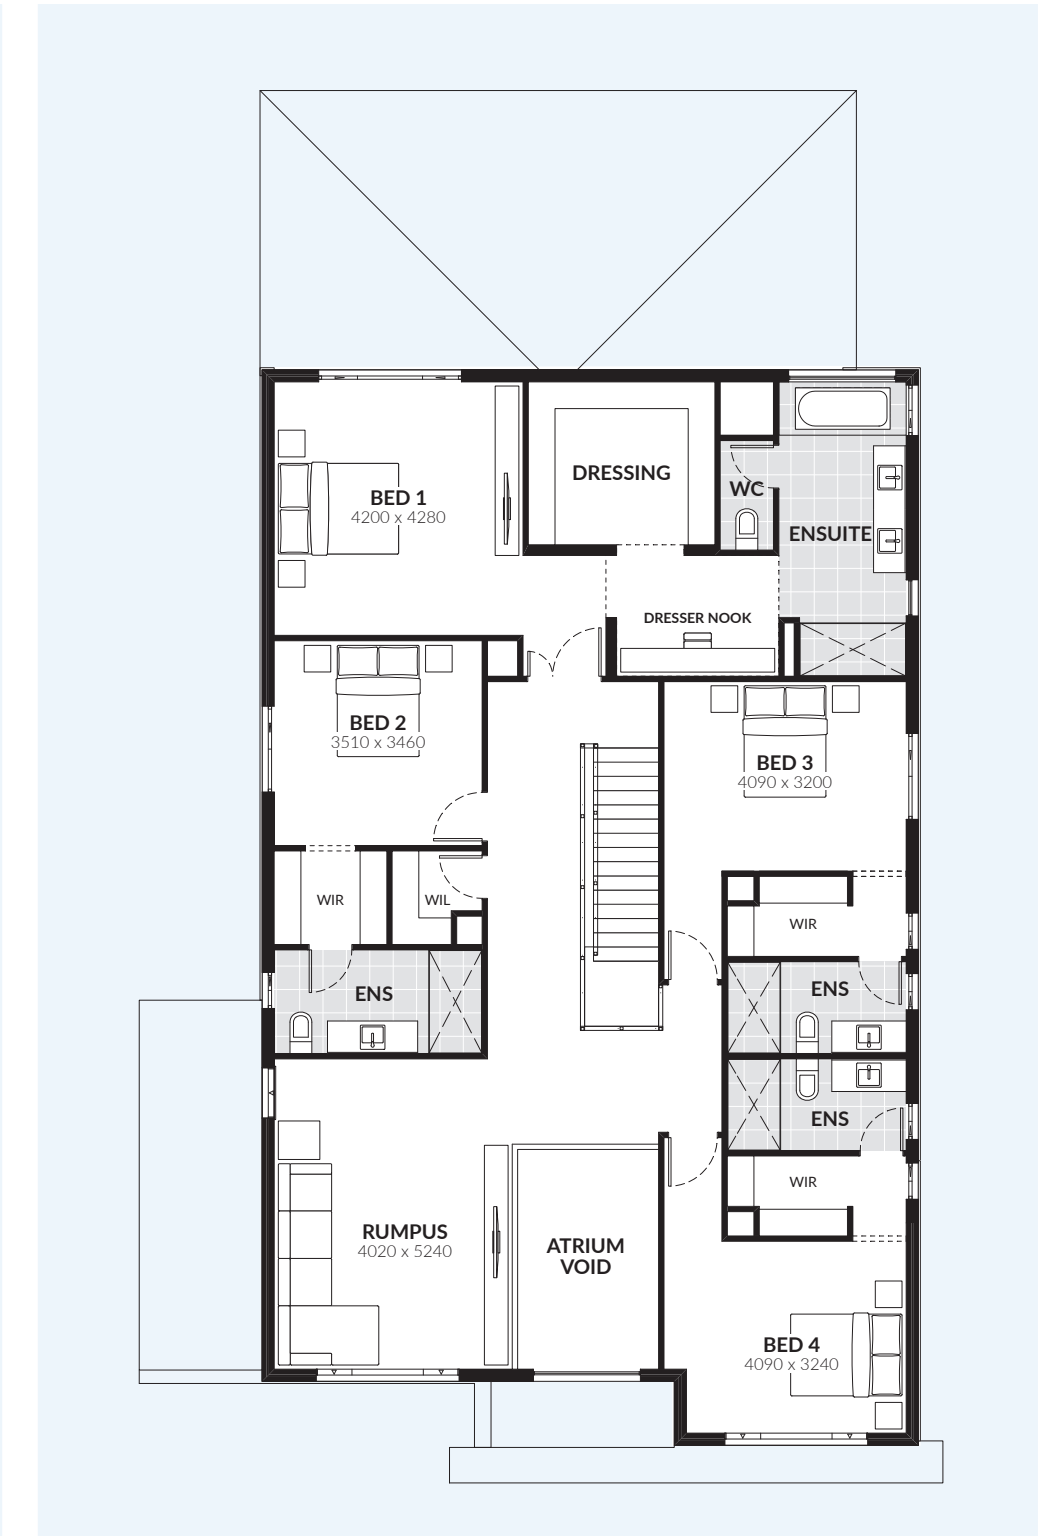 BED 1
4200 x 4280
DRESSING
WC
ENSUITE
DRESSER NOOK
BED 2
3510 x 3460
BED 3
4090 x 3200
WIR
WIL
WIR
ENS
ENS
ENS
WIR
RUMPUS
4020 x 5240
ATRIUM
VOID
BED 4
4090 x 3240